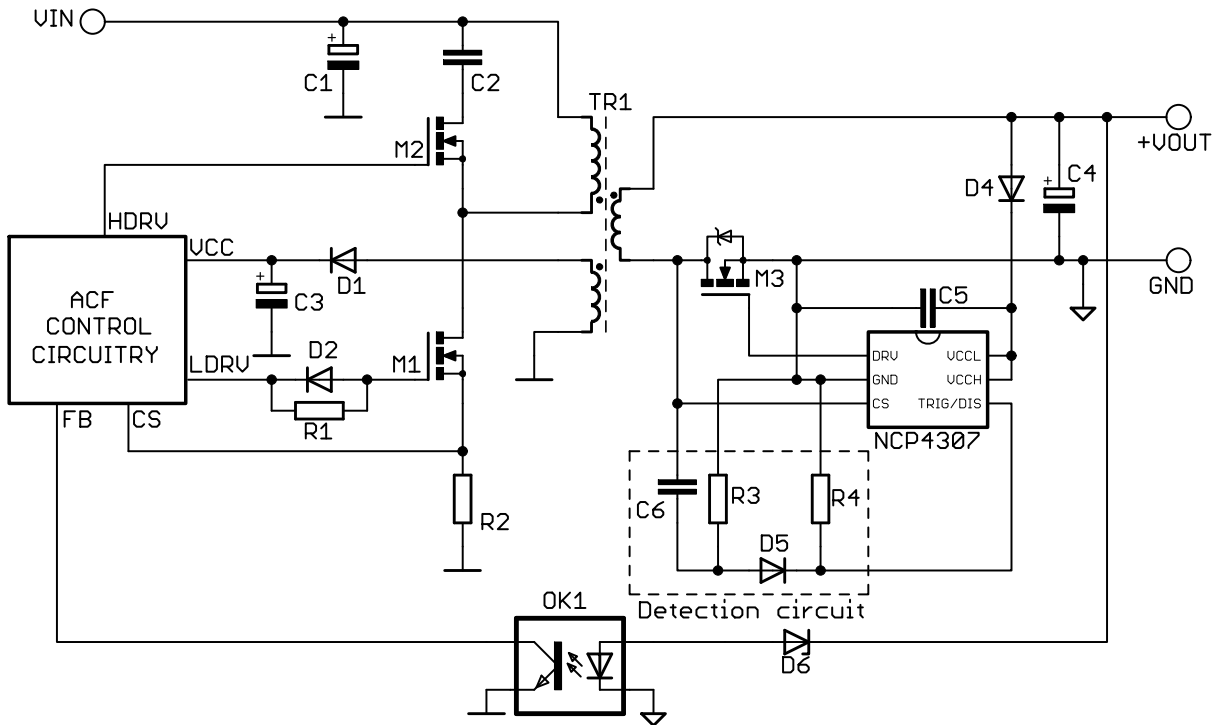 VIN
+
C1
C2
TR1
M2
+VOUT
D4
+
C4
HDRV
VCC
D1
+
C3
M3
GND
C5
ACF
CONTROL
CIRCUITRY
LDRV
D2
M1
R1
DRV
VCCL
GND
VCCH
CS
TRIG/DIS
NCP4307
FB
CS
R2
C6
R3
R4
D5
Detection circuit
OK1
D6